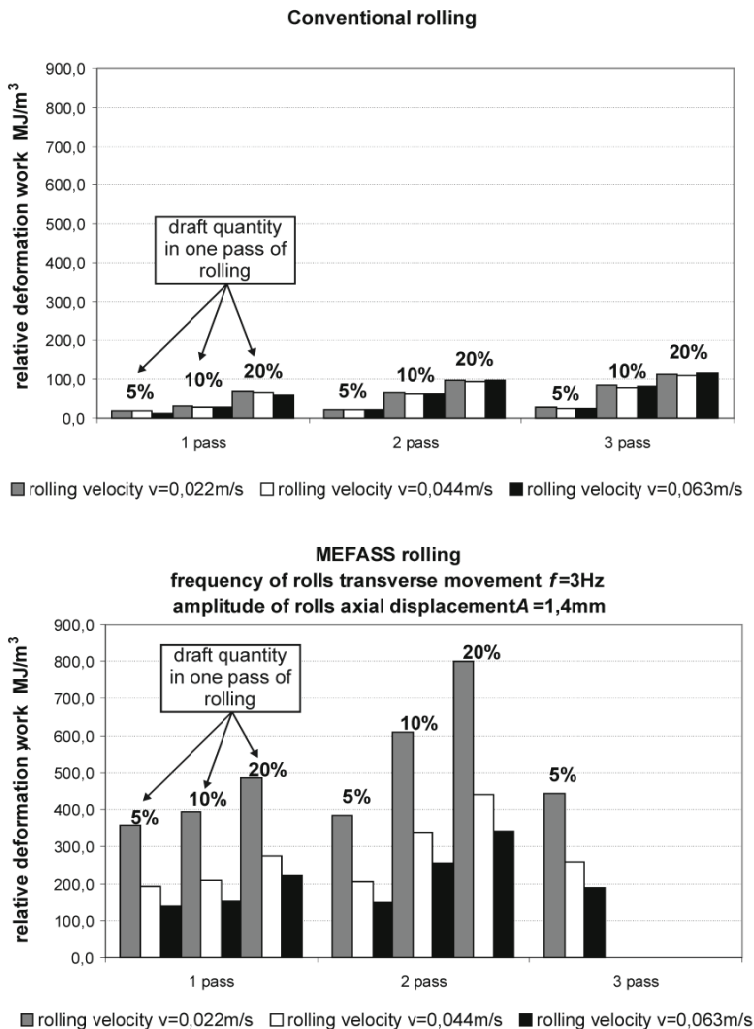 Conventional rolling
relative deformation work MJ/m³
900,0
800,0
700,0
600,0
500,0
400,0
300,0
200,0
100,0
0,0
draft quantity
in one pass of
rolling
5%
10%
20%
5%
10%
20%
5%
10%
20%
1 pass
2 pass
3 pass
rolling velocity v=0,022m/s
rolling velocity v=0,044m/s
rolling velocity v=0,063m/s
MEFASS rolling
frequency of rolls transverse movement f=3Hz
amplitude of rolls axial displacementA =1,4mm
relative deformation work MJ/m³
900,0
800,0
700,0
600,0
500,0
400,0
300,0
200,0
100,0
0,0
draft quantity
in one pass of
rolling
5%
10%
20%
5%
10%
20%
5%
1 pass
2 pass
3 pass
rolling velocity v=0,022m/s
rolling velocity v=0,044m/s
rolling velocity v=0,063m/s